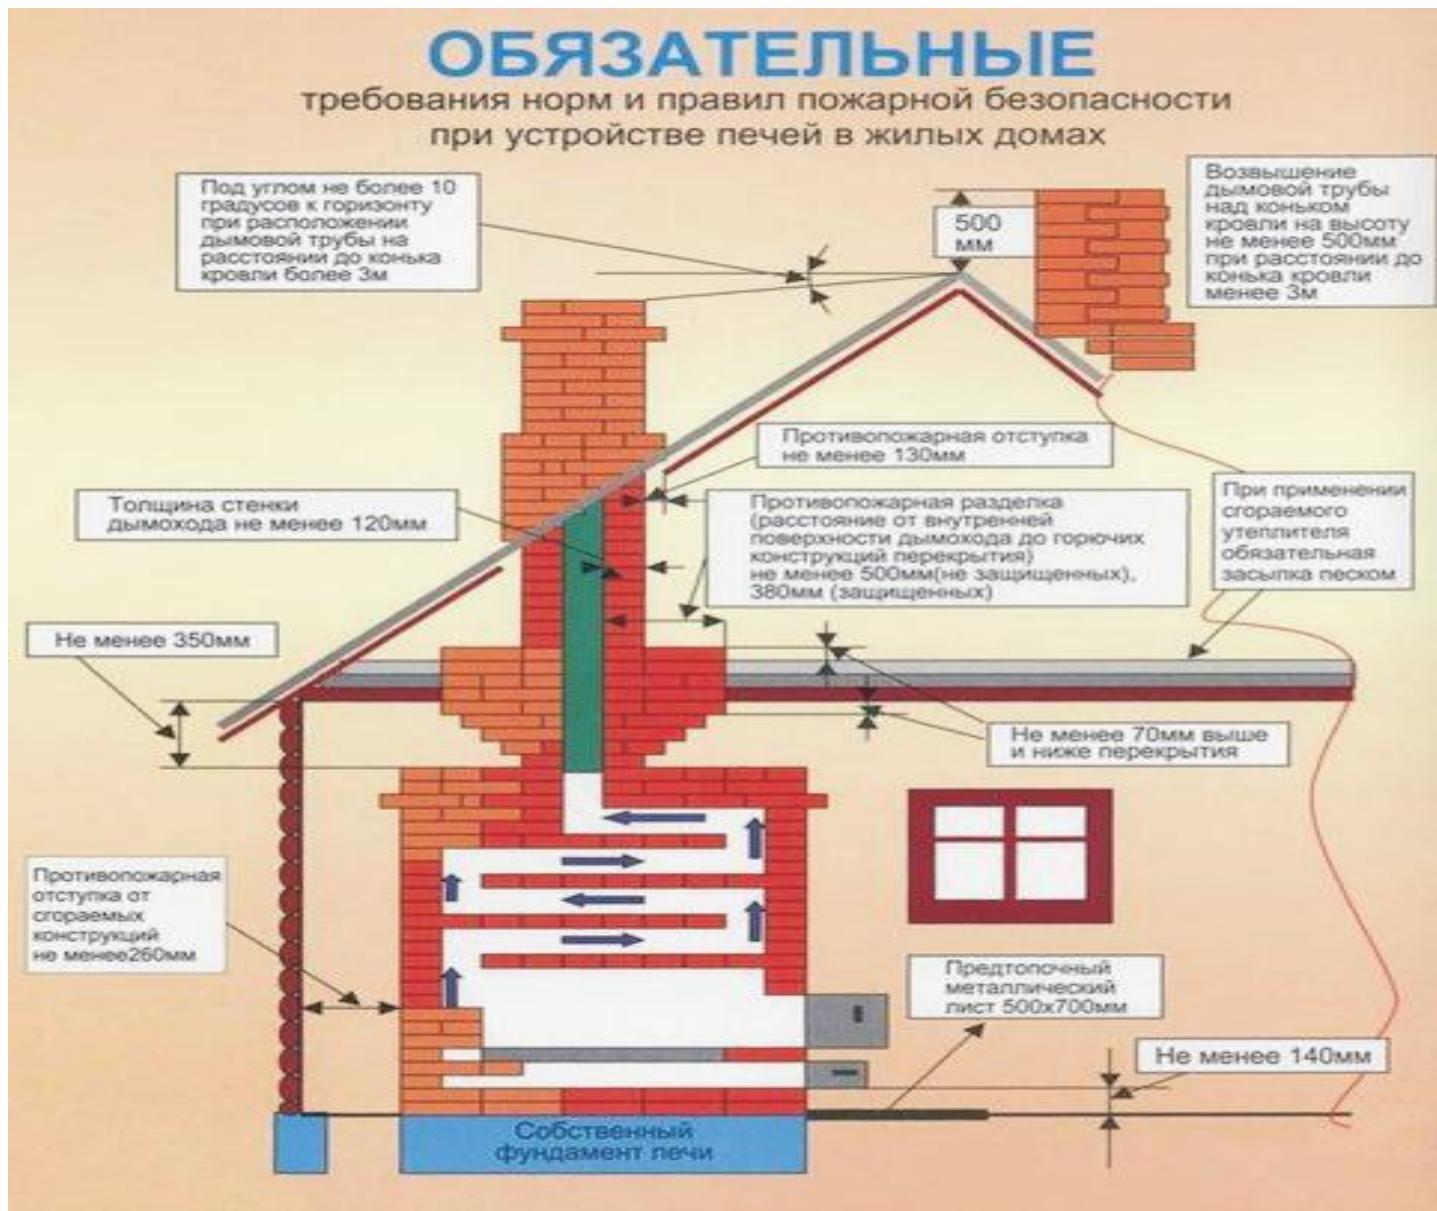 ОБЯЗАТЕЛЬНЫЕ
требования норм и правил пожарной безопасности
при устройстве печей в жилых домах
Под углом не более 10
градусов к горизонту
при расположении
дымовой трубы на
расстоянии до конька
кровли более 3м
500
мм
Возвышение
дымовой трубы
над коньком
кровли на высоту
не менее 500мм
при расстоянии до
конька кровли
менее 3м
Противопожарная отступка
не менее 130мм
Толщина стенки
дымохода не менее 120мм
Противопожарная разделка
(расстояние от внутренней
поверхности дымохода до горючих
конструкций перекрытия)
не менее 500мм(не защищенных),
380мм (защищенных)
При применении
сгораемого
утеплителя
обязательная
засыпка песком
Не менее 350мм
Не менее 70мм выше
и ниже перекрытия
Противопожарная
отступка от
сгораемых
конструкций
не менее260мм
Предтопочный
металлический
лист 500х700мм
Не менее 140мм
Собственный
фундамент печи